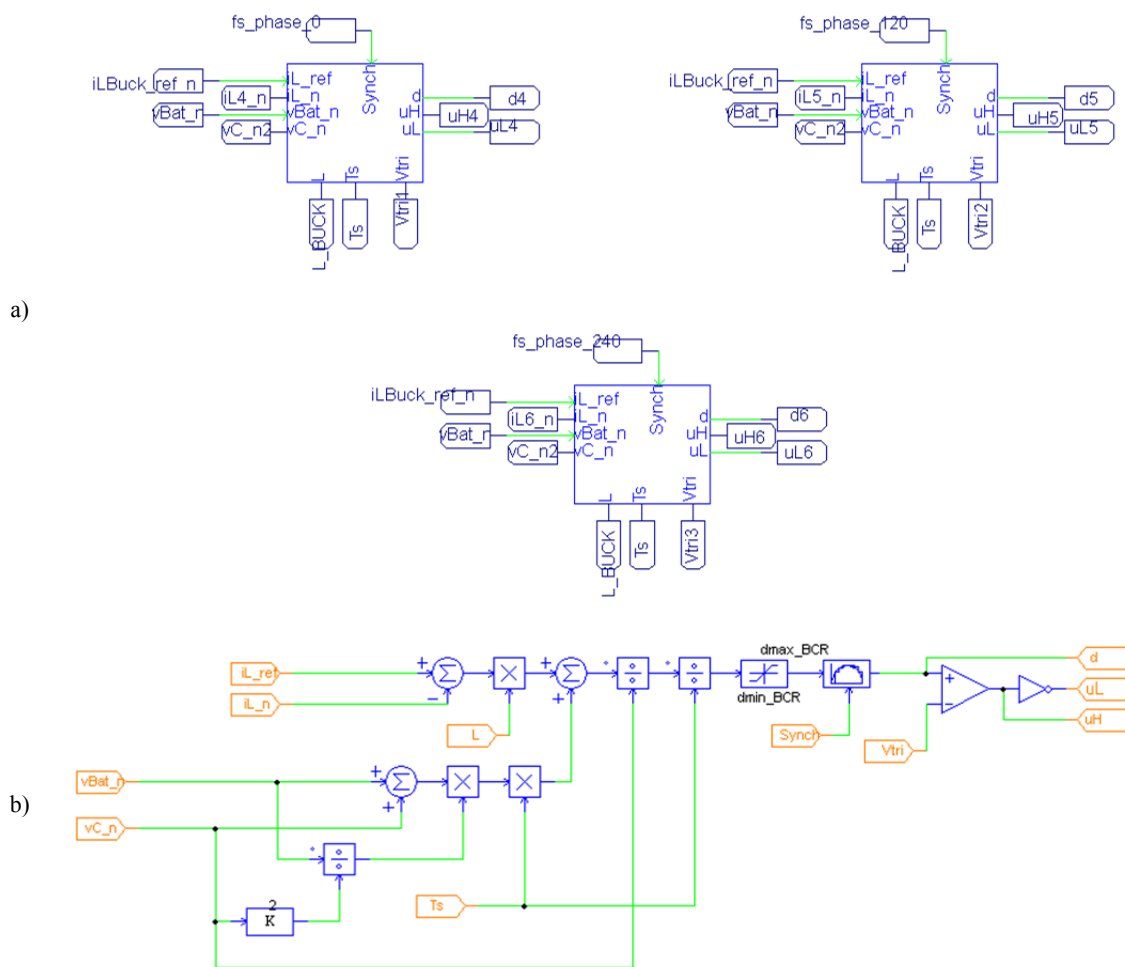 fs_phase_0
iLBuck_ref_n
iL4_n
vBat_n
vC_n2
iL_ref
iL_n
vBat_n
vC_n
Synch
d
uH
uL
d4
uH4
uL4
L
Ts
Vtri
L_BUCK
Ts
Vtri1
fs_phase_120
iLBuck_ref_n
iL5_n
vBat_n
vC_n2
iL_ref
iL_n
vBat_n
vC_n
Synch
d
uH
uL
d5
uH5
uL5
L
Ts
Vtri
L_BUCK
Ts
Vtri2
a)
fs_phase_240
iLBuck_ref_n
iL6_n
vBat_n
vC_n2
iL_ref
iL_n
vBat_n
vC_n
Synch
d
uH
uL
d6
uH6
uL6
L
Ts
Vtri
L_BUCK
Ts
Vtri3
b)
iL_ref
iL_n
L
dmax_BCR
dmin_BCR
d
uL
uH
Synch
Vtri
vBat_n
vC_n
2
K
Ts